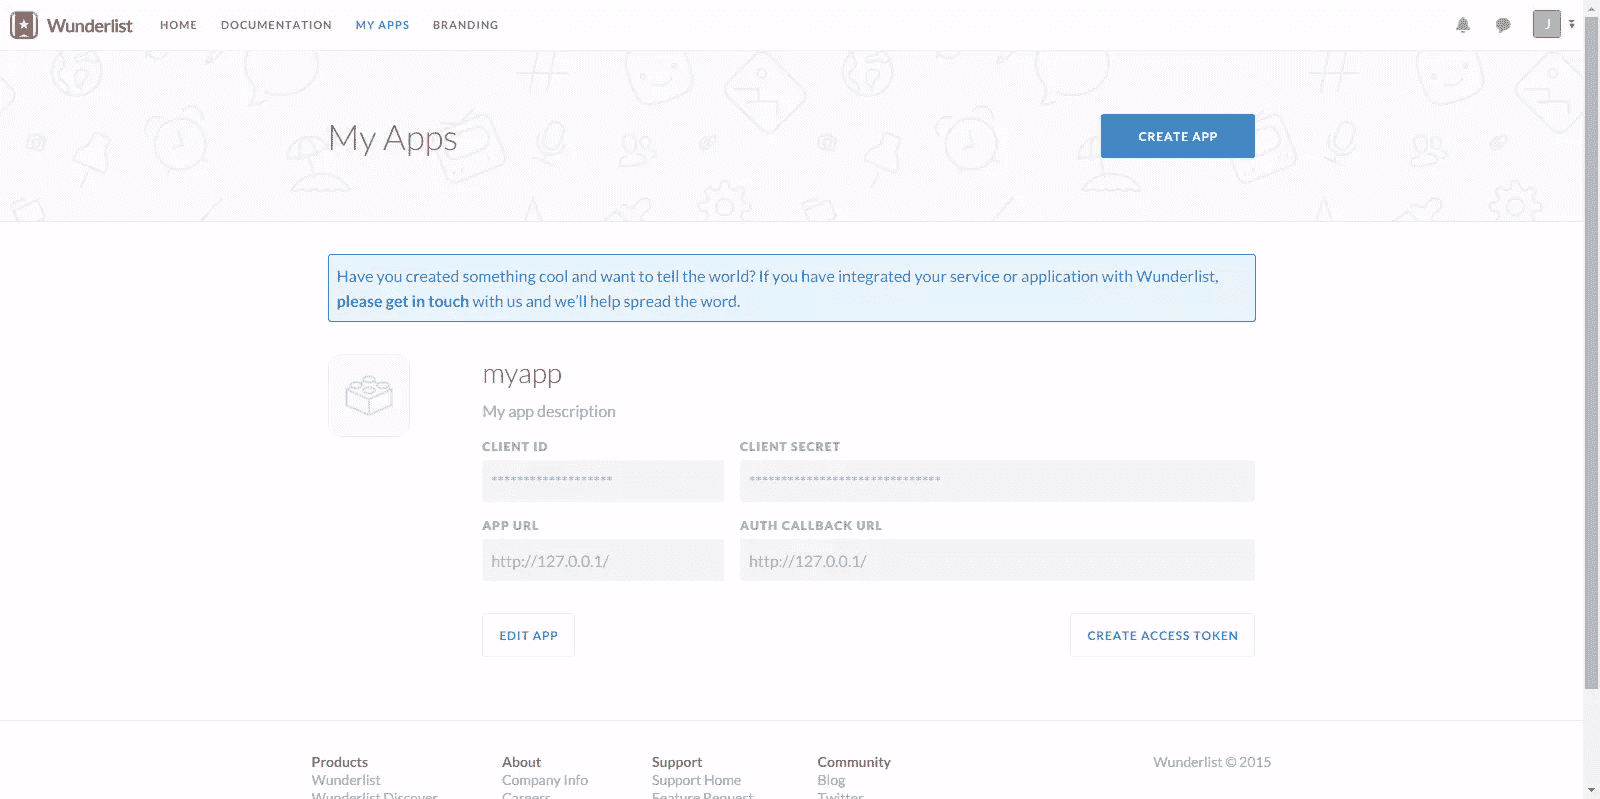 Wunderlist
HOME
DOCUMENTATION
MY APPS
BRANDING
J
My Apps
CREATE APP
Have you created something cool and want to tell the world? If you have integrated your service or application with Wunderlist,
please get in touch with us and we'll help spread the word.
myapp
My app description
CLIENT ID
CLIENT SECRET
*******************
******************************
APP URL
AUTH CALLBACK URL
http://127.0.0.1/
http://127.0.0.1/
EDIT APP
CREATE ACCESS TOKEN
Products
About
Support
Community
Wunderlist © 2015
Wunderlist
Company Info
Support Home
Blog
Wunderlist Discover
Careers
Feature Request
Twitter